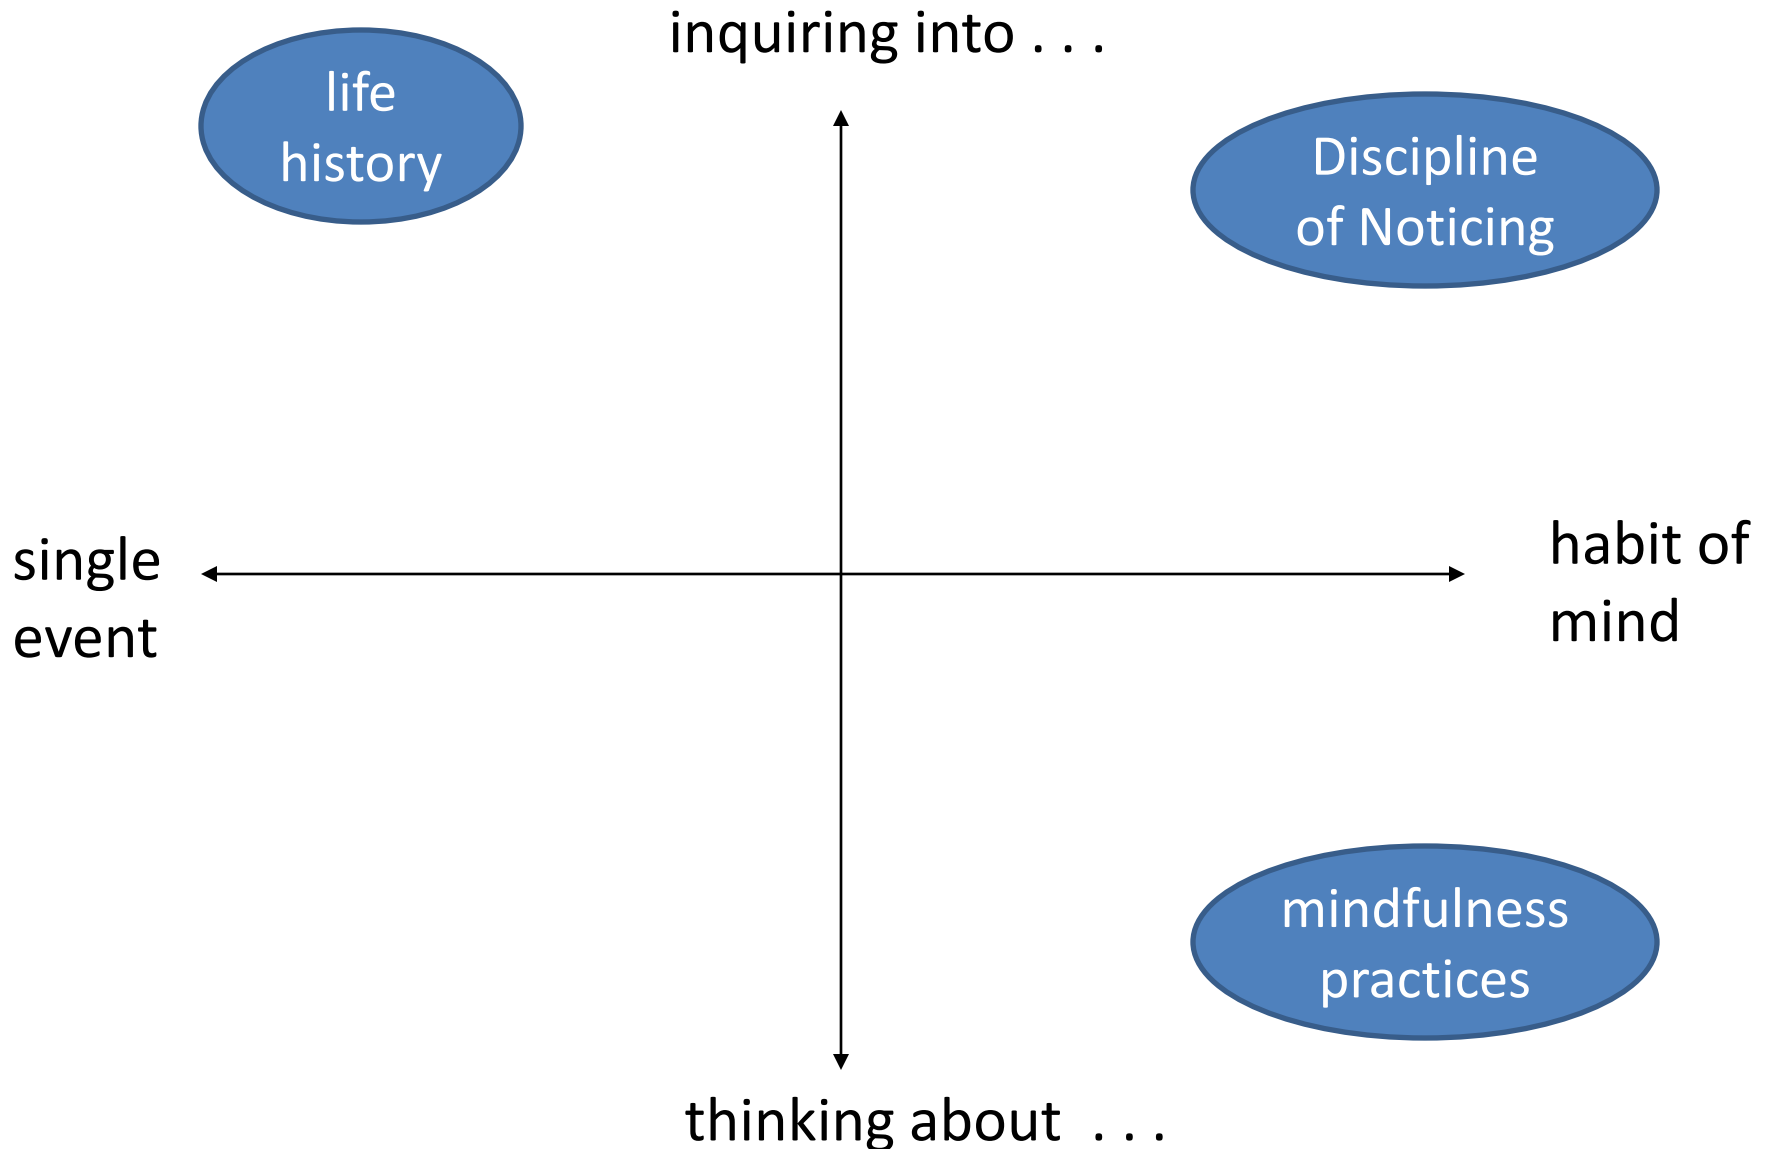 inquiring into . . .
life
history
Discipline
of Noticing
single
event
habit of
mind
mindfulness
practices
thinking about  . . .